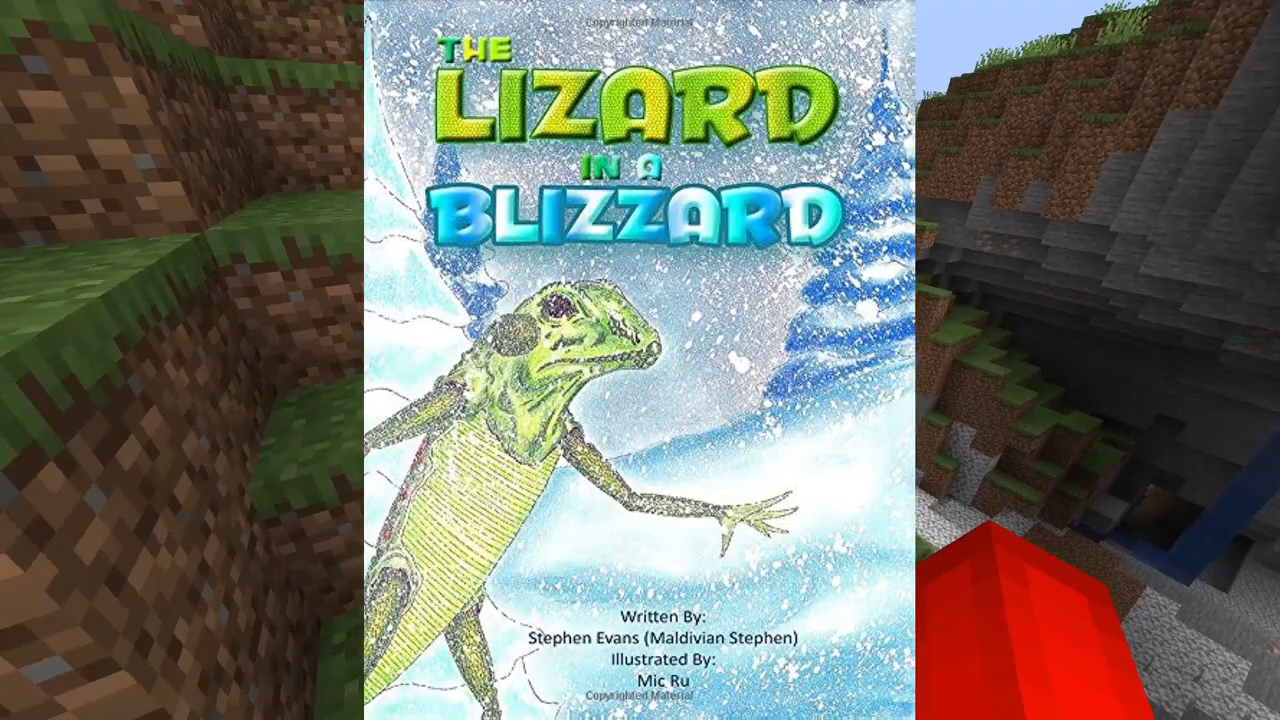 Copyrighted Material
THE
LIZARD
IN A
BLIZZARD
Written By:
Stephen Evans (Maldivian Stephen)
Illustrated By:
Mic Ru
Copyrighted Material